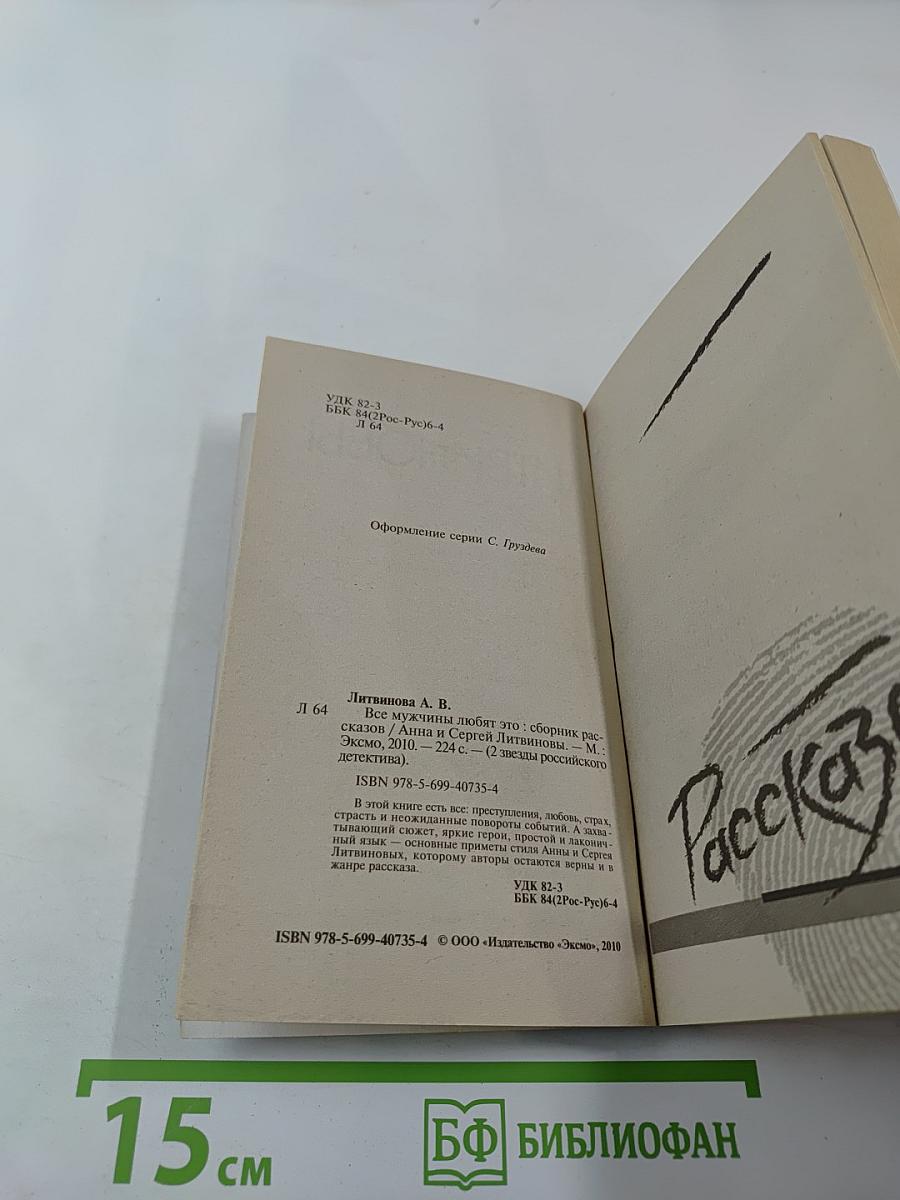 УДК 82-3
ББК 84(2Рос-Рус)6-4
Л 64
Оформление серии С. Груздева
Литвинова А. В.
Л 64 Все мужчины любят это : сборник рас-
сказов / Анна и Сергей Литвиновы. — М. :
Эксмо, 2010. — 224 с. — (2 звезды российского
детектива).
ISBN 978-5-699-40735-4
В этой книге есть все: преступления, любовь, страх,
страсть и неожиданные повороты событий. А захва-
тывающий сюжет, яркие герои, простой и лаконич-
ный язык — основные приметы стиля Анны и Сергея
Литвиновых, которому авторы остаются верны и в
жанре рассказа.
УДК 82-3
ББК 84(2Рос-Рус)6-4
ISBN 978-5-699-40735-4 © ООО «Издательство «Эксмо», 2010
15 см
БФ БИБЛИОФАН